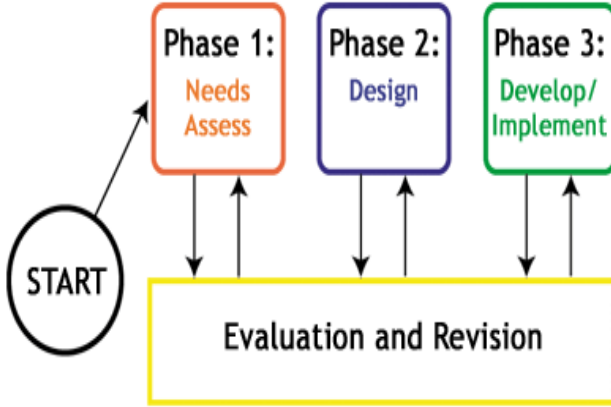 Phase 1:
Needs
Assess
Phase 2:
Design
Phase 3:
Develop/
Implement
START
Evaluation and Revision